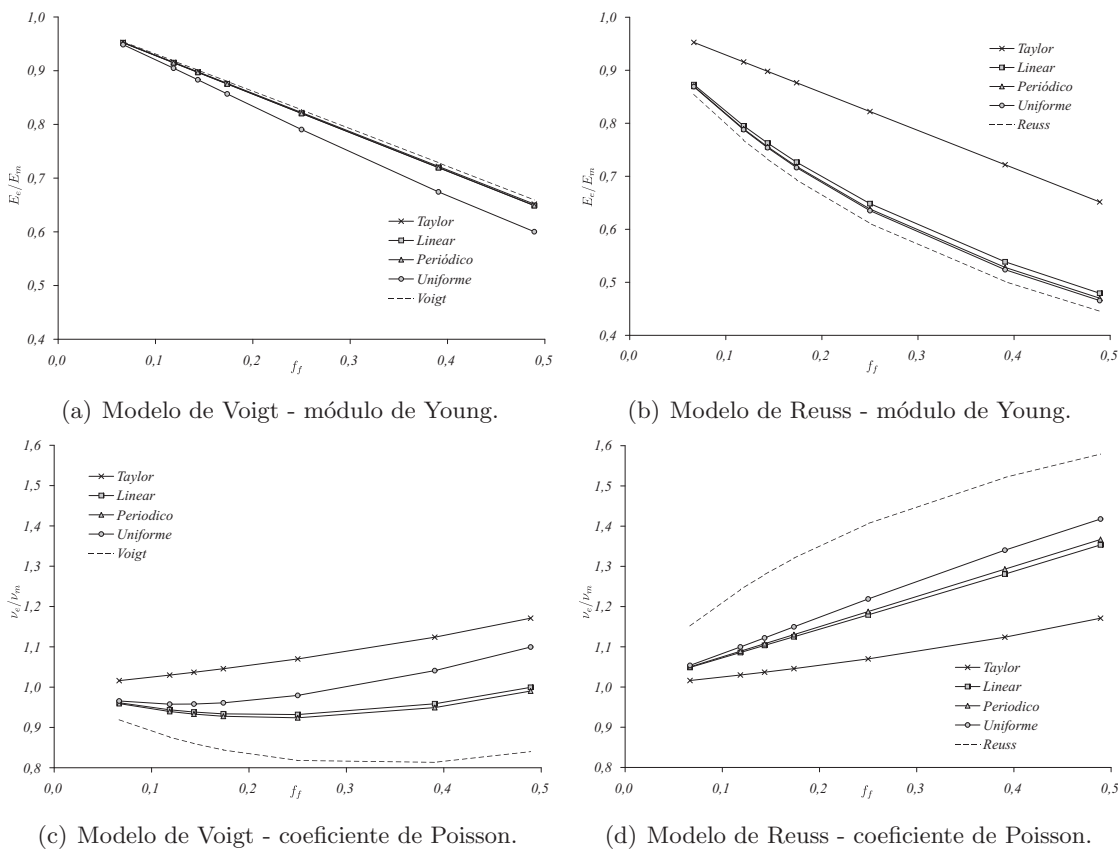 1,0
0,9
0,8
0,7
0,6
0,5
0,4
E_e/E_m
Taylor
Linear
Periódico
Uniforme
Voigt
0,0 0,1 0,2 0,3 0,4 0,5
f_f
(a) Modelo de Voigt - módulo de Young.
1,0
0,9
0,8
0,7
0,6
0,5
0,4
E_e/E_m
Taylor
Linear
Periódico
Uniforme
Reuss
0,0 0,1 0,2 0,3 0,4 0,5
f_f
(b) Modelo de Reuss - módulo de Young.
1,6
1,5
1,4
1,3
1,2
1,1
1,0
0,9
0,8
ν_e/ν_m
Taylor
Linear
Periodico
Uniforme
Voigt
0,0 0,1 0,2 0,3 0,4 0,5
f_f
(c) Modelo de Voigt - coeficiente de Poisson.
1,6
1,5
1,4
1,3
1,2
1,1
1,0
0,9
0,8
ν_e/ν_m
Taylor
Linear
Periodico
Uniforme
Reuss
0,0 0,1 0,2 0,3 0,4 0,5
f_f
(d) Modelo de Reuss - coeficiente de Poisson.